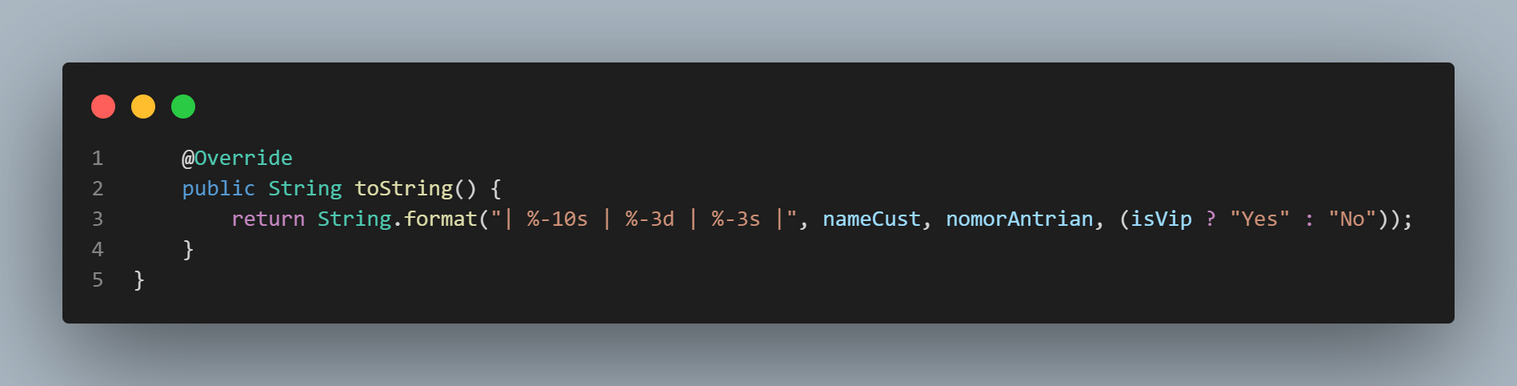 1    @Override
2    public String toString() {
3        return String.format("| %-10s | %-3d | %-3s |", nameCust, nomorAntrian, (isVip ? "Yes" : "No"));
4    }
5 }